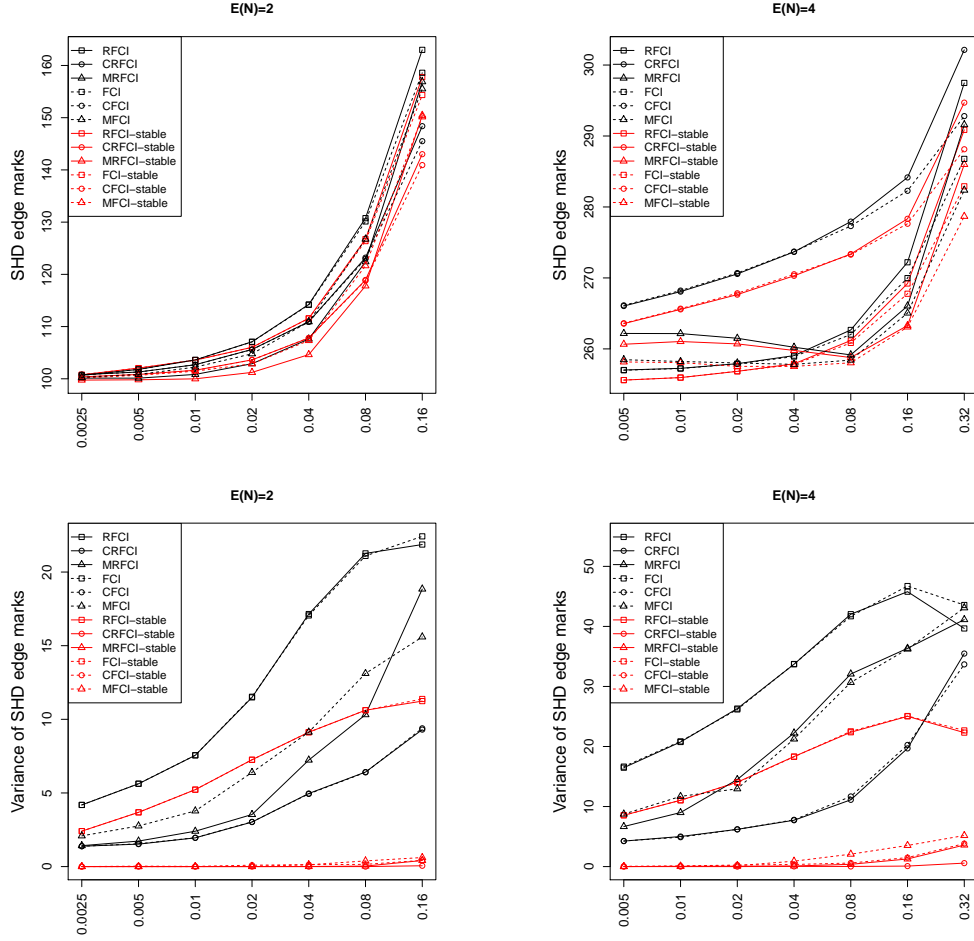 E(N)=2
SHD edge marks
160
150
140
130
120
110
100
RFCI
CRFCI
MRFCI
FCI
CFCI
MFCI
RFCI-stable
CRFCI-stable
MRFCI-stable
FCI-stable
CFCI-stable
MFCI-stable
0.0025
0.005
0.01
0.02
0.04
0.08
0.16
E(N)=4
SHD edge marks
300
290
280
270
260
RFCI
CRFCI
MRFCI
FCI
CFCI
MFCI
RFCI-stable
CRFCI-stable
MRFCI-stable
FCI-stable
CFCI-stable
MFCI-stable
0.005
0.01
0.02
0.04
0.08
0.16
0.32
E(N)=2
Variance of SHD edge marks
20
15
10
5
0
RFCI
CRFCI
MRFCI
FCI
CFCI
MFCI
RFCI-stable
CRFCI-stable
MRFCI-stable
FCI-stable
CFCI-stable
MFCI-stable
0.0025
0.005
0.01
0.02
0.04
0.08
0.16
E(N)=4
Variance of SHD edge marks
50
40
30
20
10
0
RFCI
CRFCI
MRFCI
FCI
CFCI
MFCI
RFCI-stable
CRFCI-stable
MRFCI-stable
FCI-stable
CFCI-stable
MFCI-stable
0.005
0.01
0.02
0.04
0.08
0.16
0.32